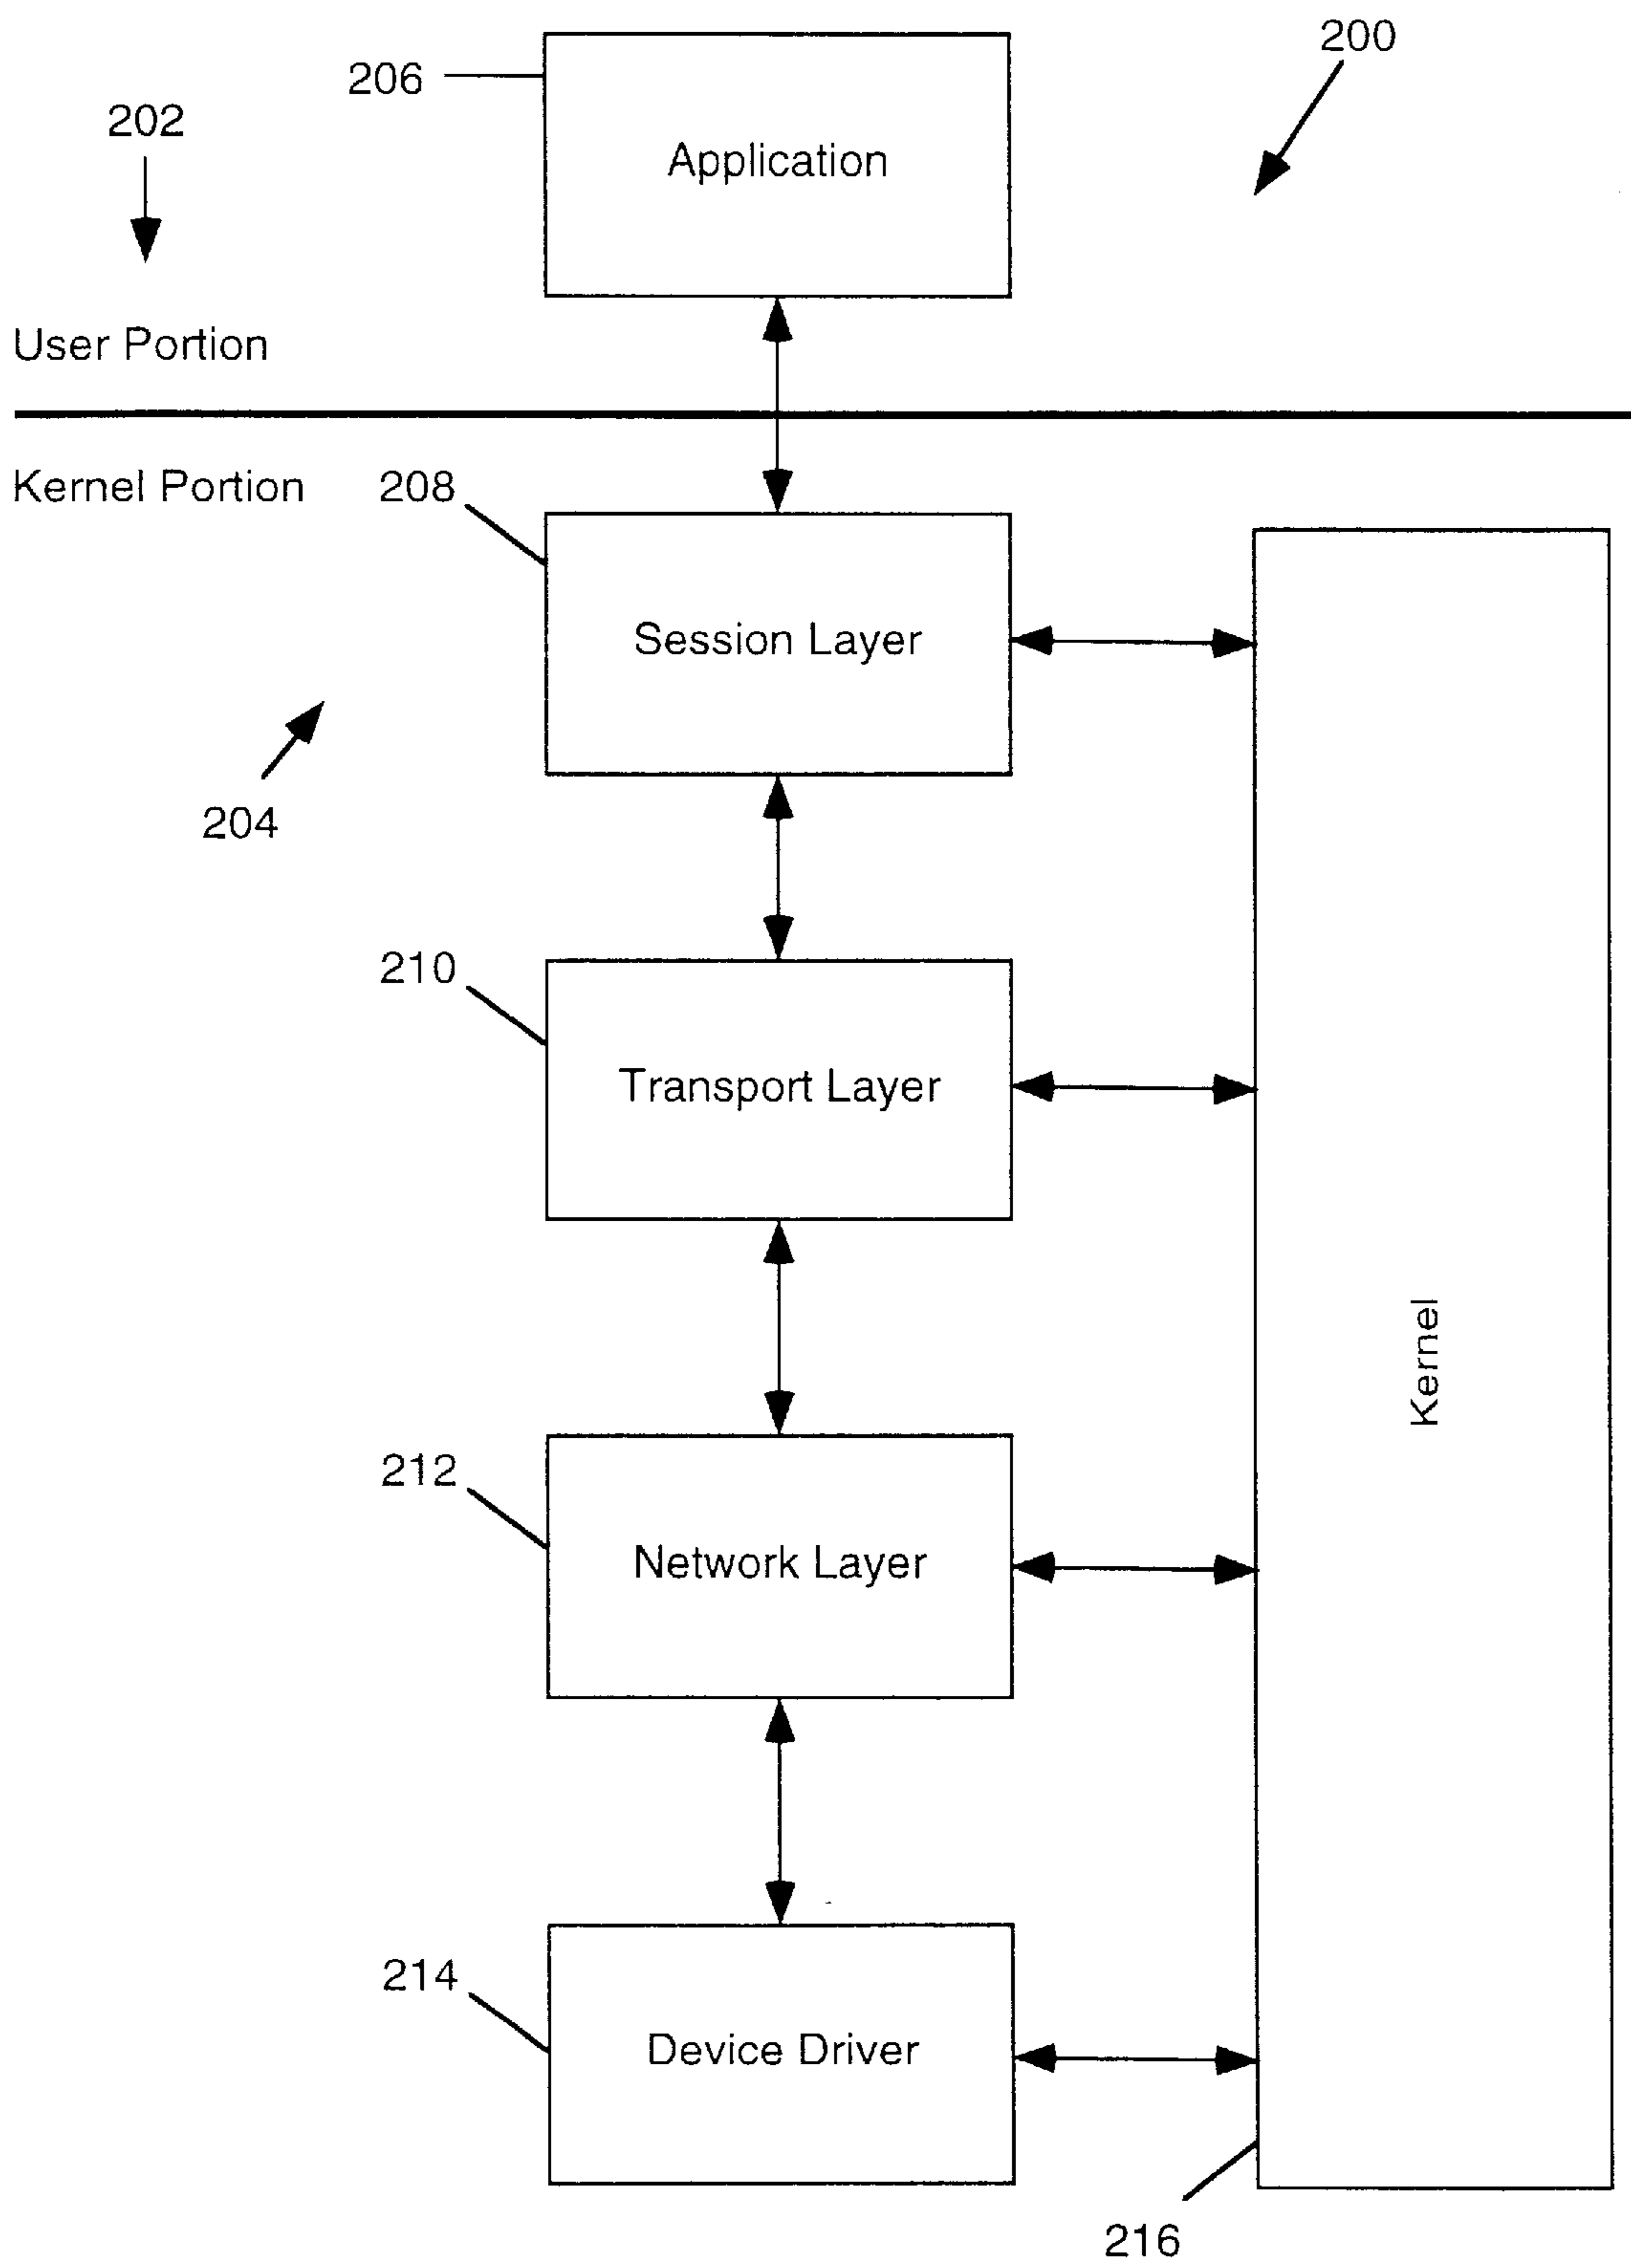 200
206
202
Application
User Portion
Kernel Portion
208
Session Layer
204
210
Transport Layer
Kernel
212
Network Layer
214
Device Driver
216